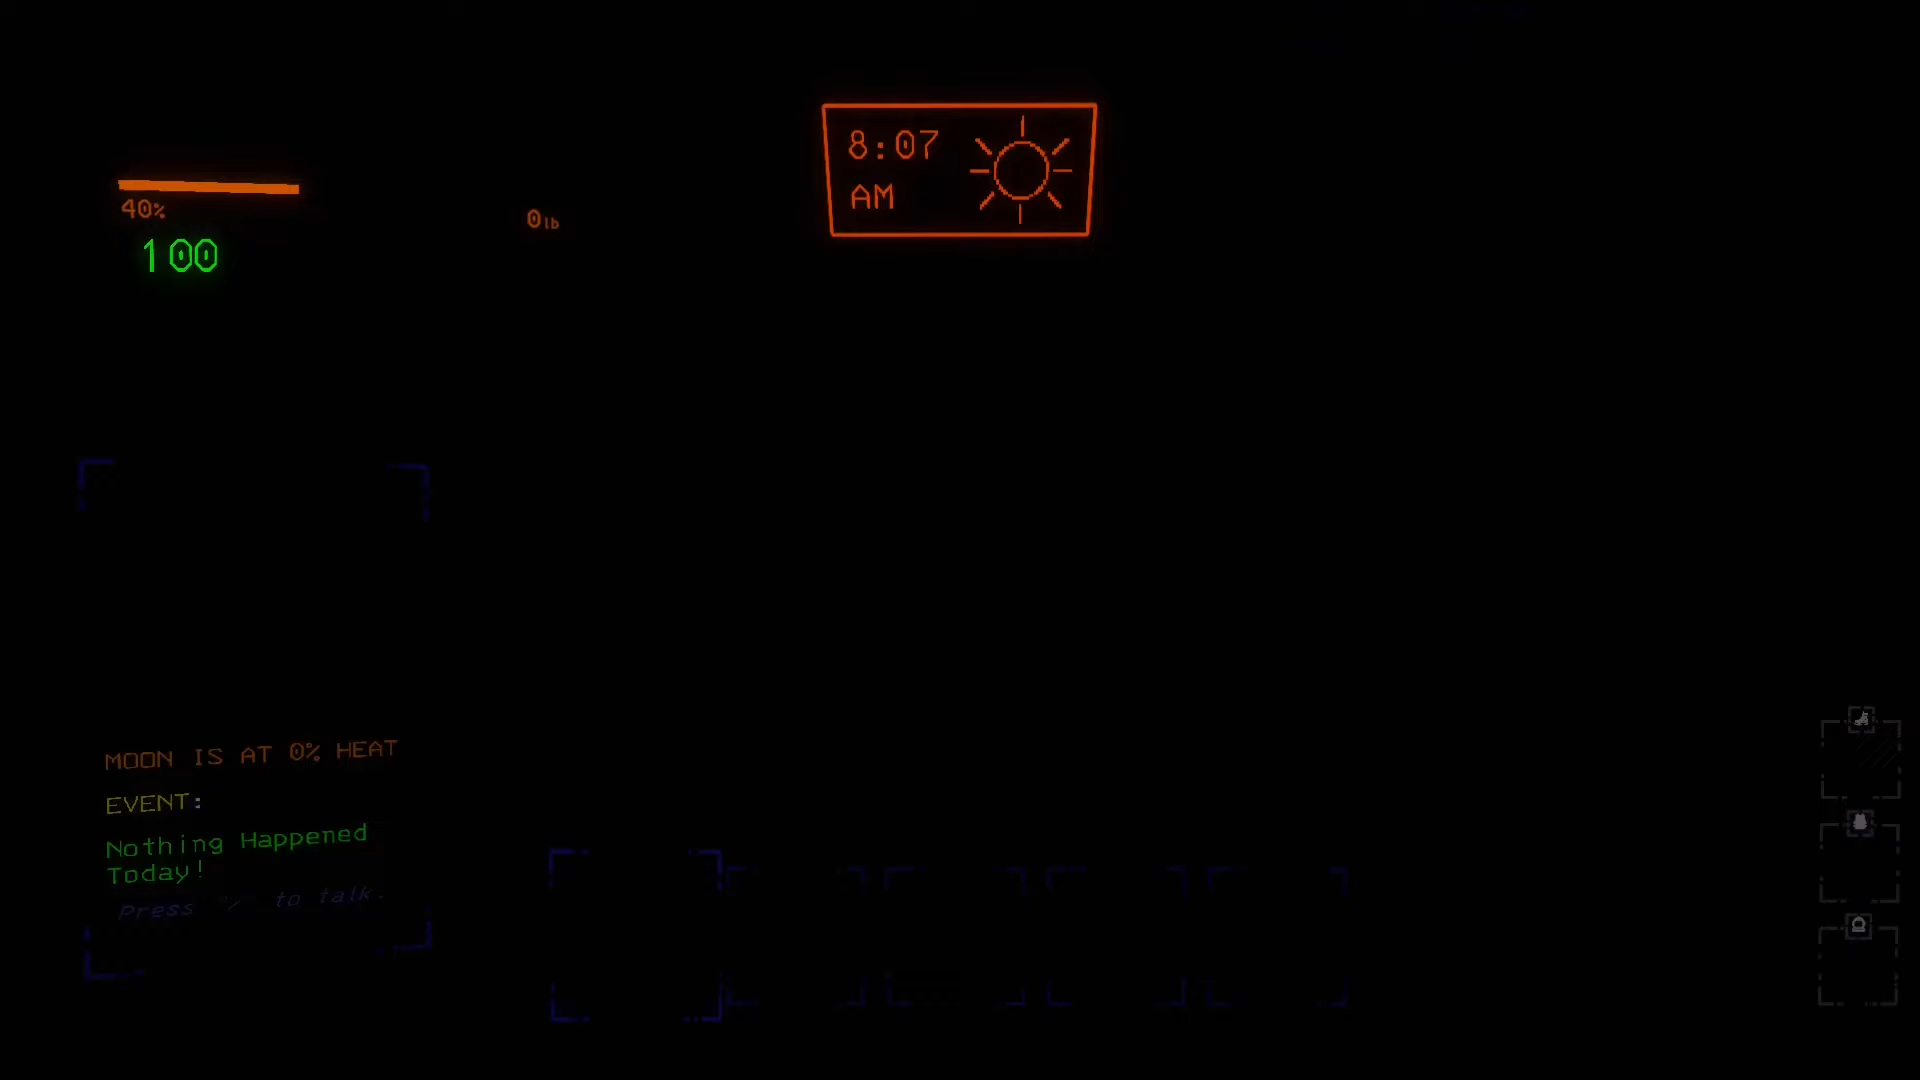 8:07
AM
40%
100
0lb
MOON IS AT 0% HEAT
EVENT:
Nothing Happened
Today!
Press "/" to talk.